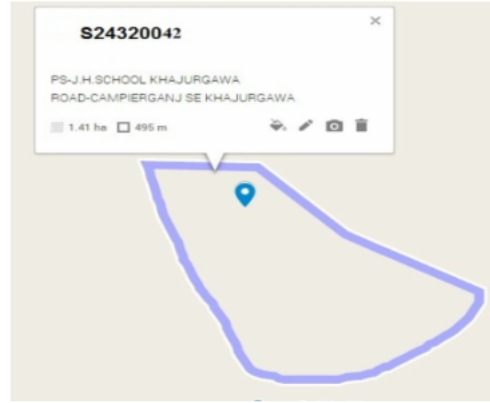 S24320042
PS-J.H.SCHOOL KHAJURGAWA
ROAD-CAMPIERGANJ SE KHAJURGAWA
1.41 ha 495 m